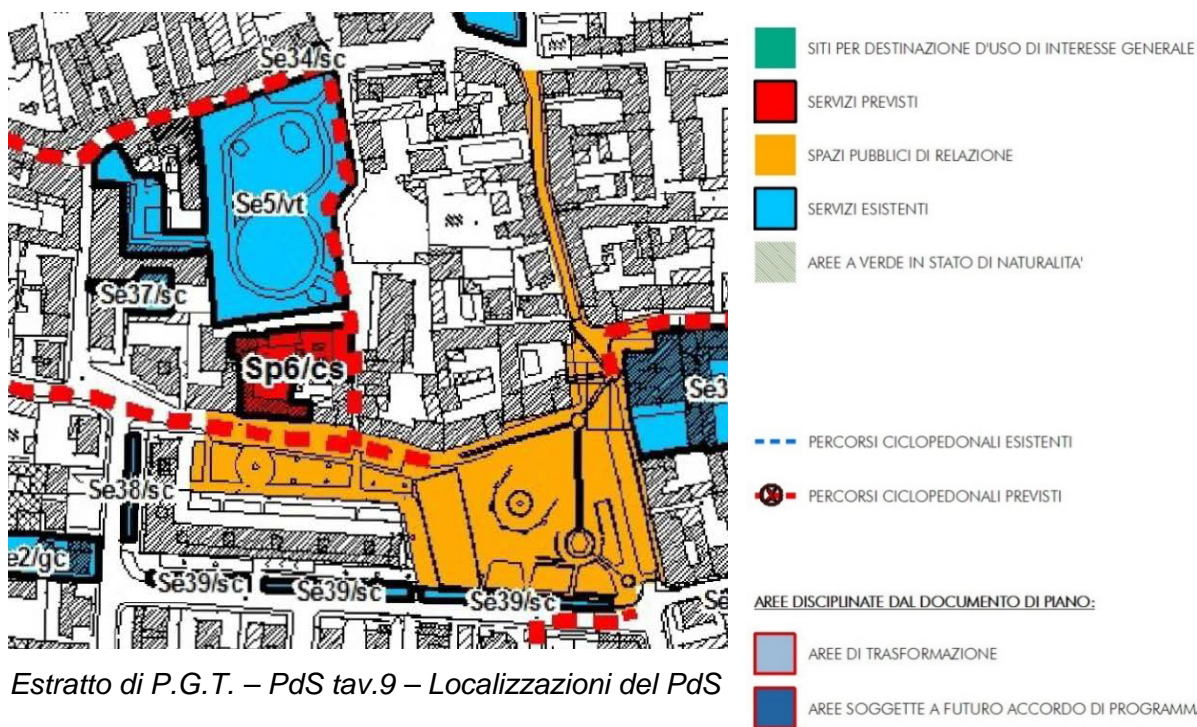 Se34/sc
Se5/vt
Se37/sc
Sp6/cs
Se3
Se38/sc
e2/gc
Se39/sc
Se39/sc
Se39/sc
Se
Estratto di P.G.T. – PdS tav.9 – Localizzazioni del PdS
SITI PER DESTINAZIONE D'USO DI INTERESSE GENERALE
SERVIZI PREVISTI
SPAZI PUBBLICI DI RELAZIONE
SERVIZI ESISTENTI
AREE A VERDE IN STATO DI NATURALITA'
PERCORSI CICLOPEDONALI ESISTENTI
PERCORSI CICLOPEDONALI PREVISTI
AREE DISCIPLINATE DAL DOCUMENTO DI PIANO:
AREE DI TRASFORMAZIONE
AREE SOGGETTE A FUTURO ACCORDO DI PROGRAMM